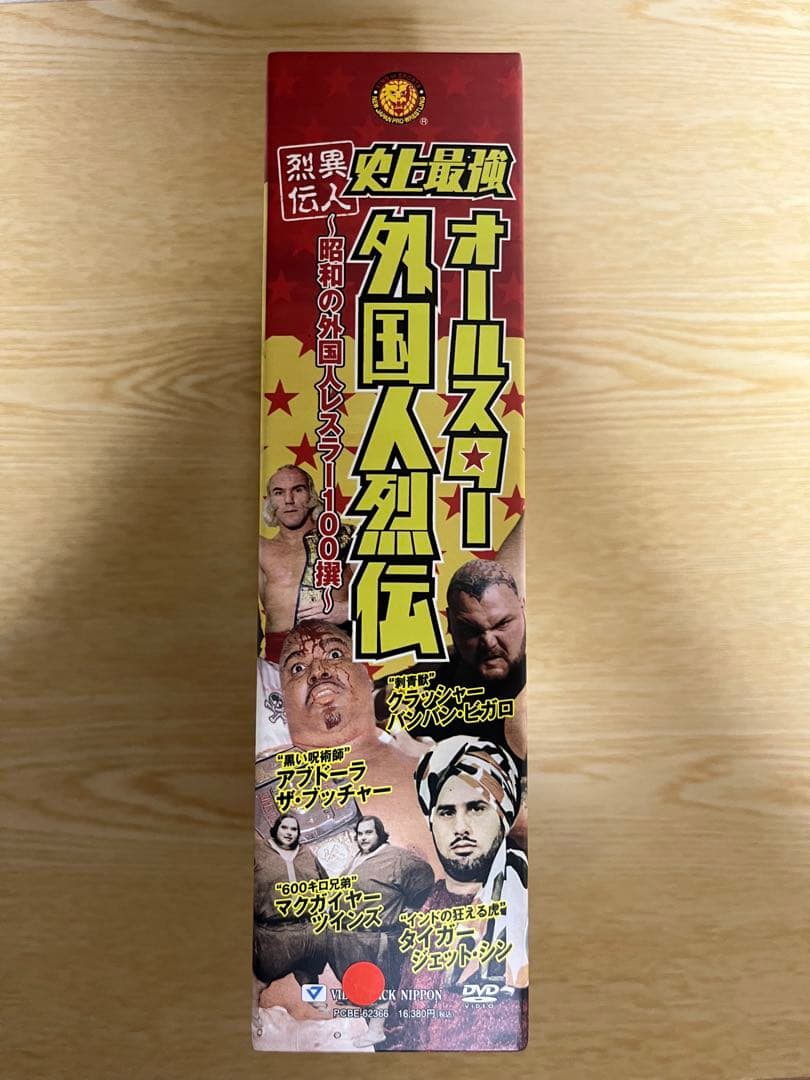 NEW JAPAN PRO-WRESTLING
®
異人
烈伝
史上最強
オールスター
外国人烈伝
～昭和の外国人レスラー100撰～
“刺青獣”
クラッシャー
バンバン・ビガロ
“黒い呪術師”
アブドーラ
ザ・ブッチャー
“600キロ兄弟”
マクガイヤー
ツインズ
“インドの狂える虎”
タイガー
ジェット・シン
NIPPON
DVD
VIDEO
PCBE-62366 16,380円(税込)